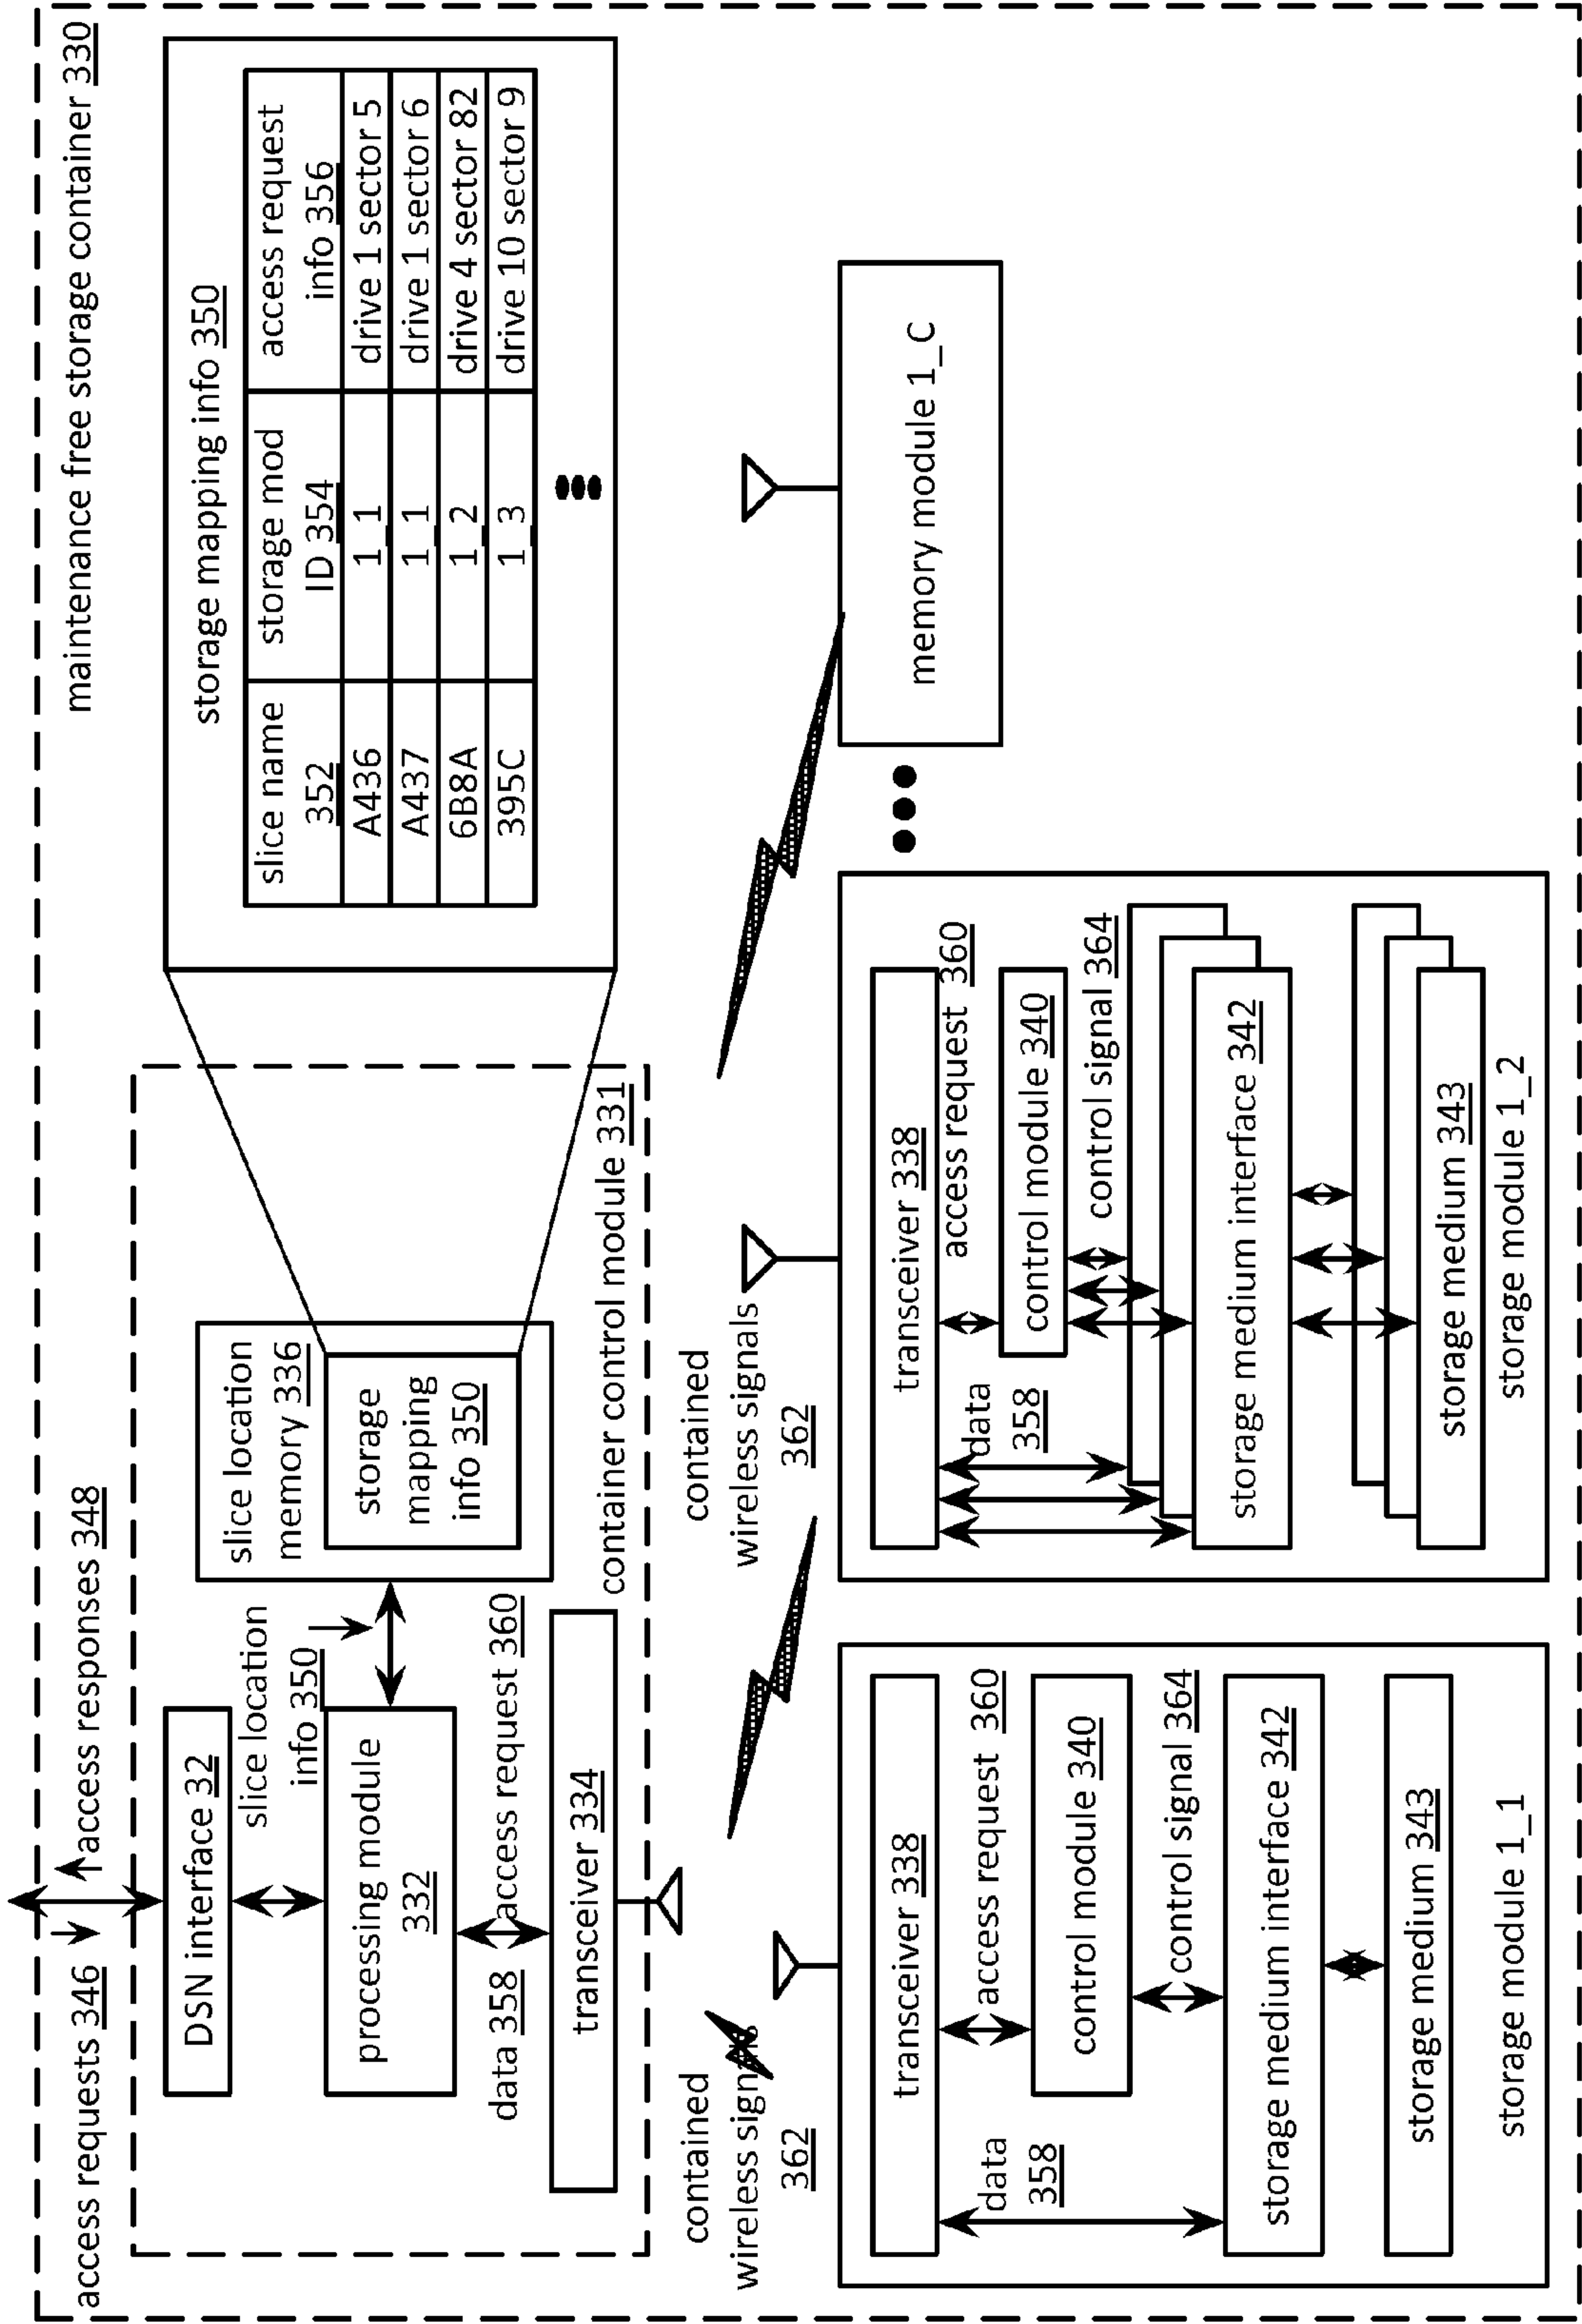 access requests 346
access responses 348
maintenance free storage container 330
DSN interface 32
slice location
info 350
processing module
332
data 358
access request 360
transceiver 334
slice location
memory 336
storage
mapping
info 350
container control module 331
storage mapping info 350
slice name
352
storage mod
ID 354
access request
info 356
A436
1_1
drive 1 sector 5
A437
1_1
drive 1 sector 6
6B8A
1_2
drive 4 sector 82
395C
1_3
drive 10 sector 9
contained
wireless signals
362
contained
wireless signals
362
transceiver 338
access request 360
data
358
control module 340
control signal 364
storage medium interface 342
storage medium 343
storage module 1_1
transceiver 338
access request 360
data
358
control module 340
control signal 364
storage medium interface 342
storage medium 343
storage module 1_2
memory module 1_C